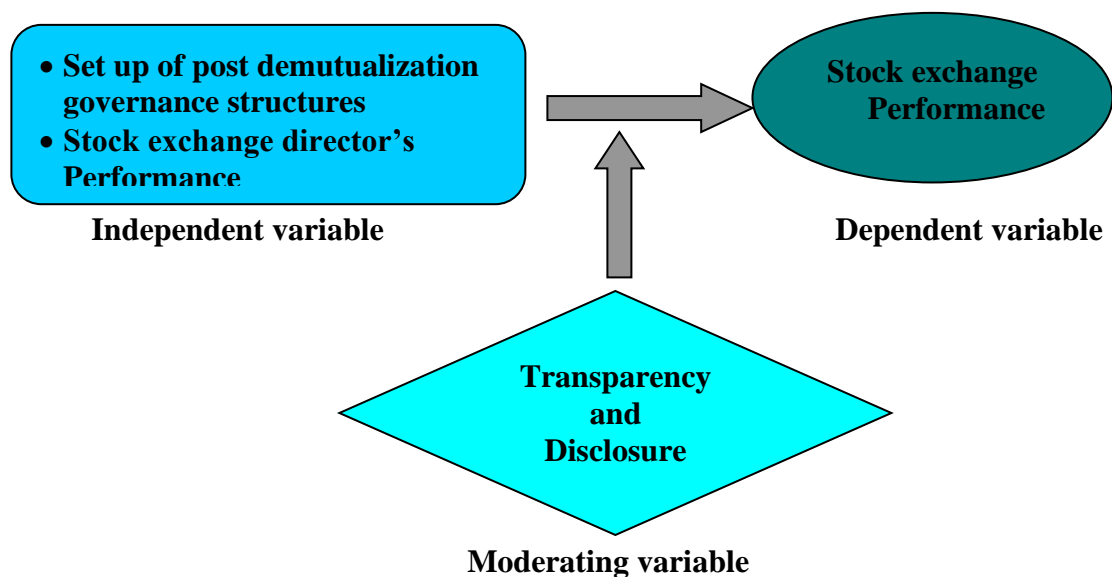 • Set up of post demutualization
governance structures
• Stock exchange director's
Performance
Independent variable
Stock exchange
Performance
Dependent variable
Transparency
and
Disclosure
Moderating variable